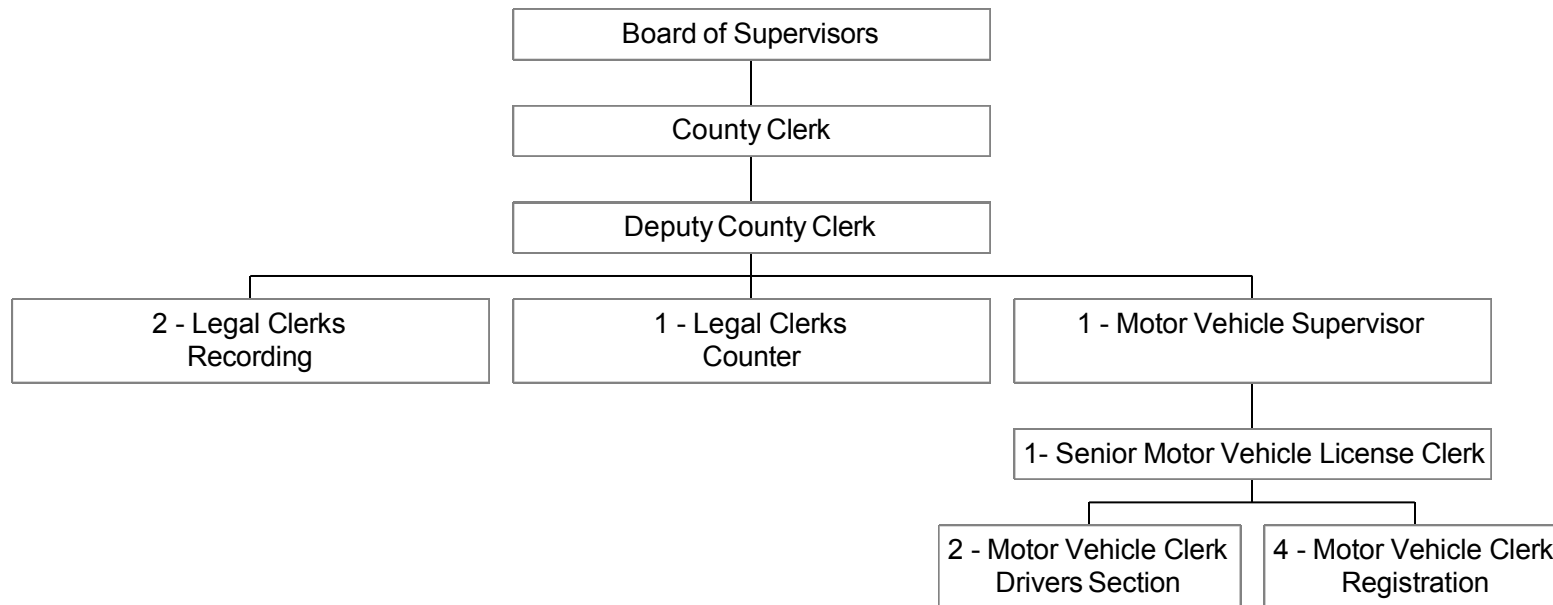 Board of Supervisors
County Clerk
Deputy County Clerk
2 - Legal Clerks
Recording
1 - Legal Clerks
Counter
1 - Motor Vehicle Supervisor
1- Senior Motor Vehicle License Clerk
2 - Motor Vehicle Clerk
Drivers Section
4 - Motor Vehicle Clerk
Registration